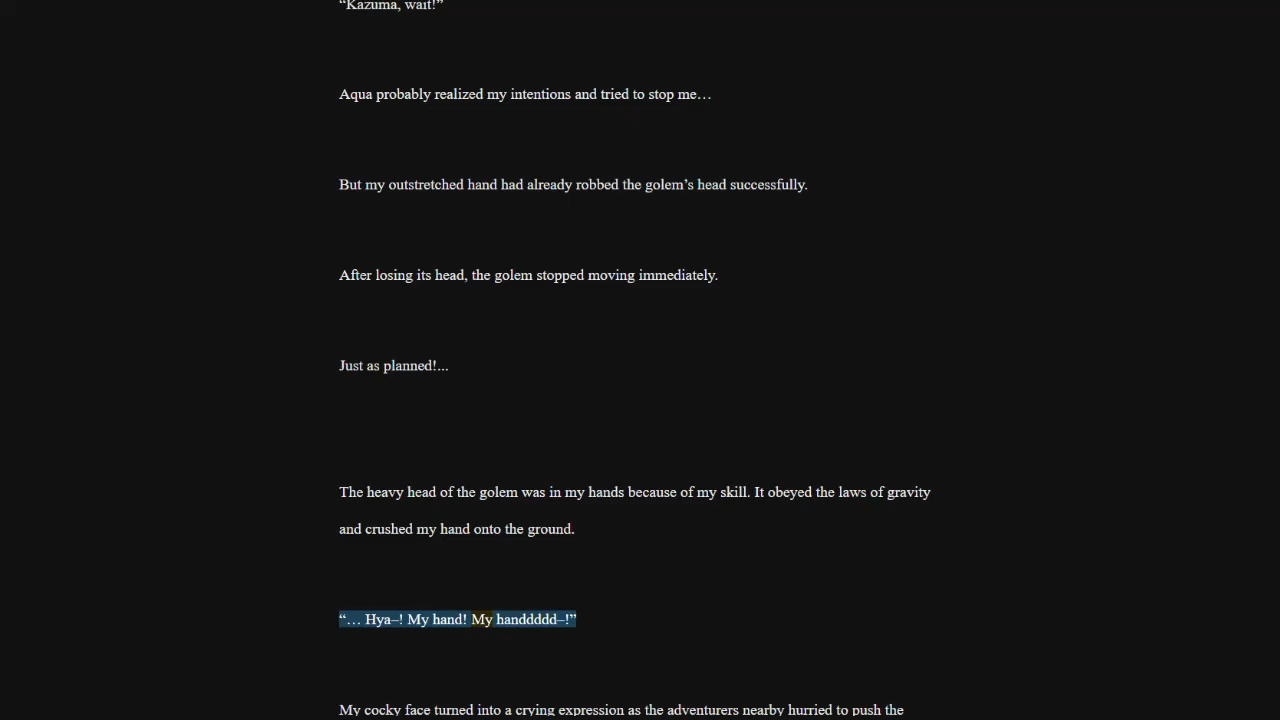 “Kazuma, wait!”
Aqua probably realized my intentions and tried to stop me…
But my outstretched hand had already robbed the golem’s head successfully.
After losing its head, the golem stopped moving immediately.
Just as planned!...
The heavy head of the golem was in my hands because of my skill. It obeyed the laws of gravity
and crushed my hand onto the ground.
“… Hya–! My hand! My handdddd–!”
My cocky face turned into a crying expression as the adventurers nearby hurried to push the